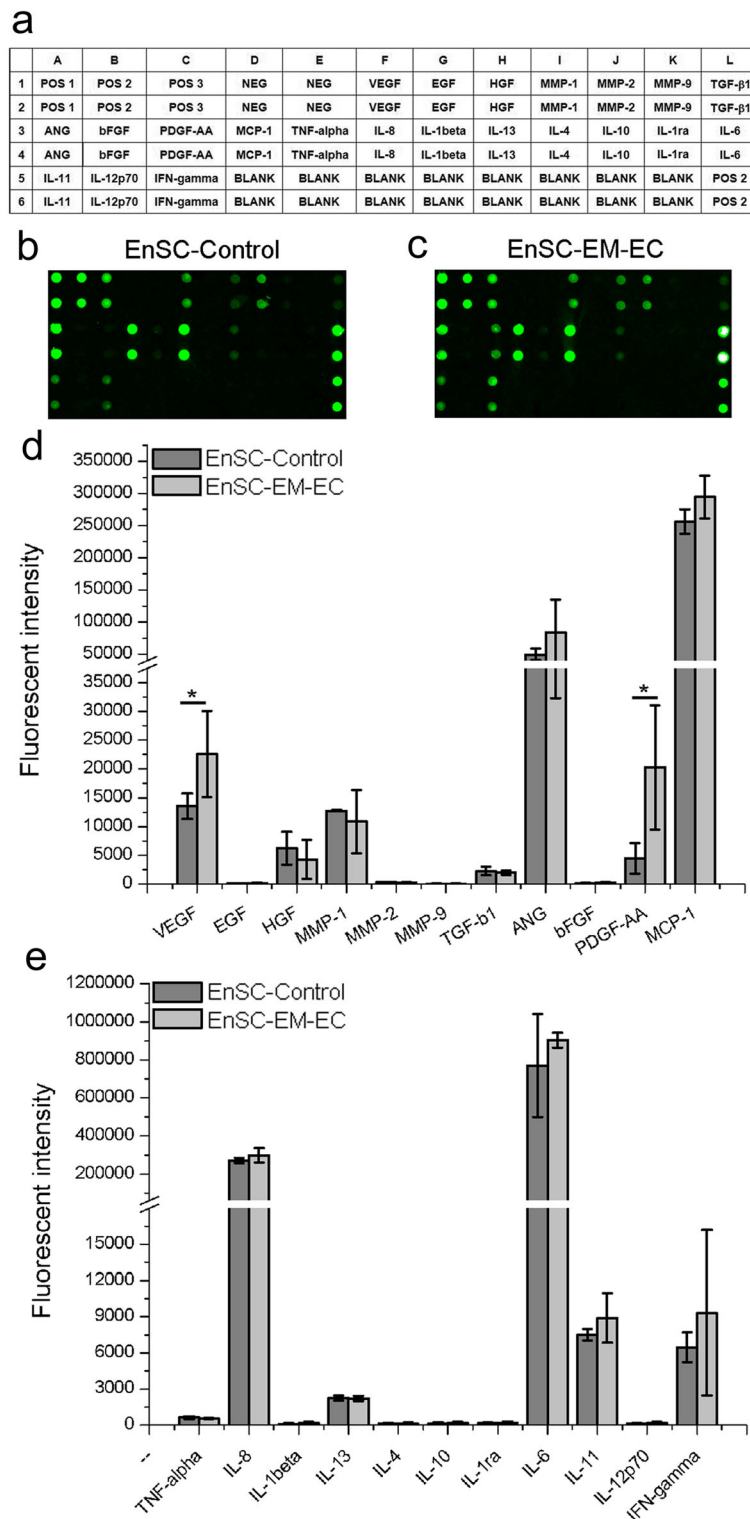 a
A B C D E F G H I J K L
1 POS 1 POS 2 POS 3 NEG NEG VEGF EGF HGF MMP-1 MMP-2 MMP-9 TGF-β1
2 POS 1 POS 2 POS 3 NEG NEG VEGF EGF HGF MMP-1 MMP-2 MMP-9 TGF-β1
3 ANG bFGF PDGF-AA MCP-1 TNF-alpha IL-8 IL-1beta IL-13 IL-4 IL-10 IL-1ra IL-6
4 ANG bFGF PDGF-AA MCP-1 TNF-alpha IL-8 IL-1beta IL-13 IL-4 IL-10 IL-1ra IL-6
5 IL-11 IL-12p70 IFN-gamma BLANK BLANK BLANK BLANK BLANK BLANK BLANK BLANK POS 2
6 IL-11 IL-12p70 IFN-gamma BLANK BLANK BLANK BLANK BLANK BLANK BLANK BLANK POS 2
b EnSC-Control c EnSC-EM-EC
d
EnSC-Control
EnSC-EM-EC
Fluorescent intensity
350000
300000
250000
200000
150000
100000
50000
35000
30000
25000
20000
15000
10000
5000
0
* *
VEGF EGF HGF MMP-1 MMP-2 MMP-9 TGF-b1 ANG bFGF PDGF-AA MCP-1
e
EnSC-Control
EnSC-EM-EC
Fluorescent intensity
1200000
1000000
800000
600000
400000
200000
15000
12000
9000
6000
3000
0
-- TNF-alpha IL-8 IL-1beta IL-13 IL-4 IL-10 IL-1ra IL-6 IL-11 IL-12p70 IFN-gamma